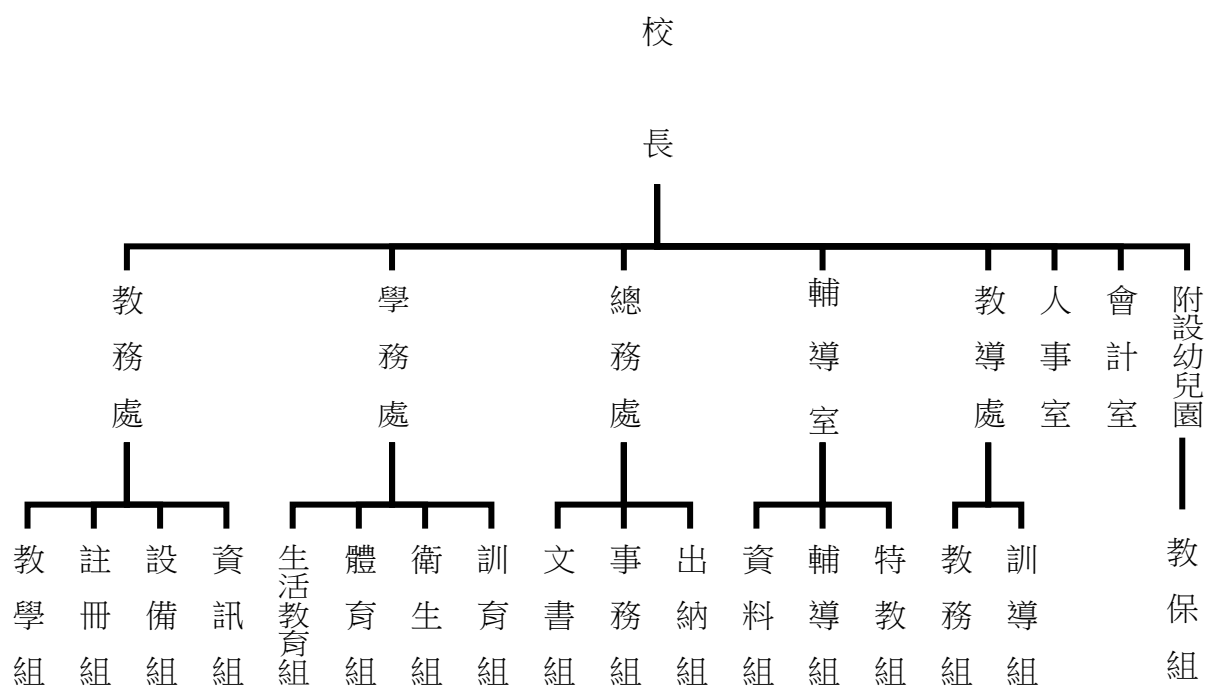 校長
教務處
學務處
總務處
輔導室
教導處
人事室
會計室
附設幼兒園
教學組
註冊組
設備組
資訊組
生活教育組
體育組
衛生組
訓育組
文書組
事務組
出納組
資料組
輔導組
特教組
教務組
訓導組
教保組